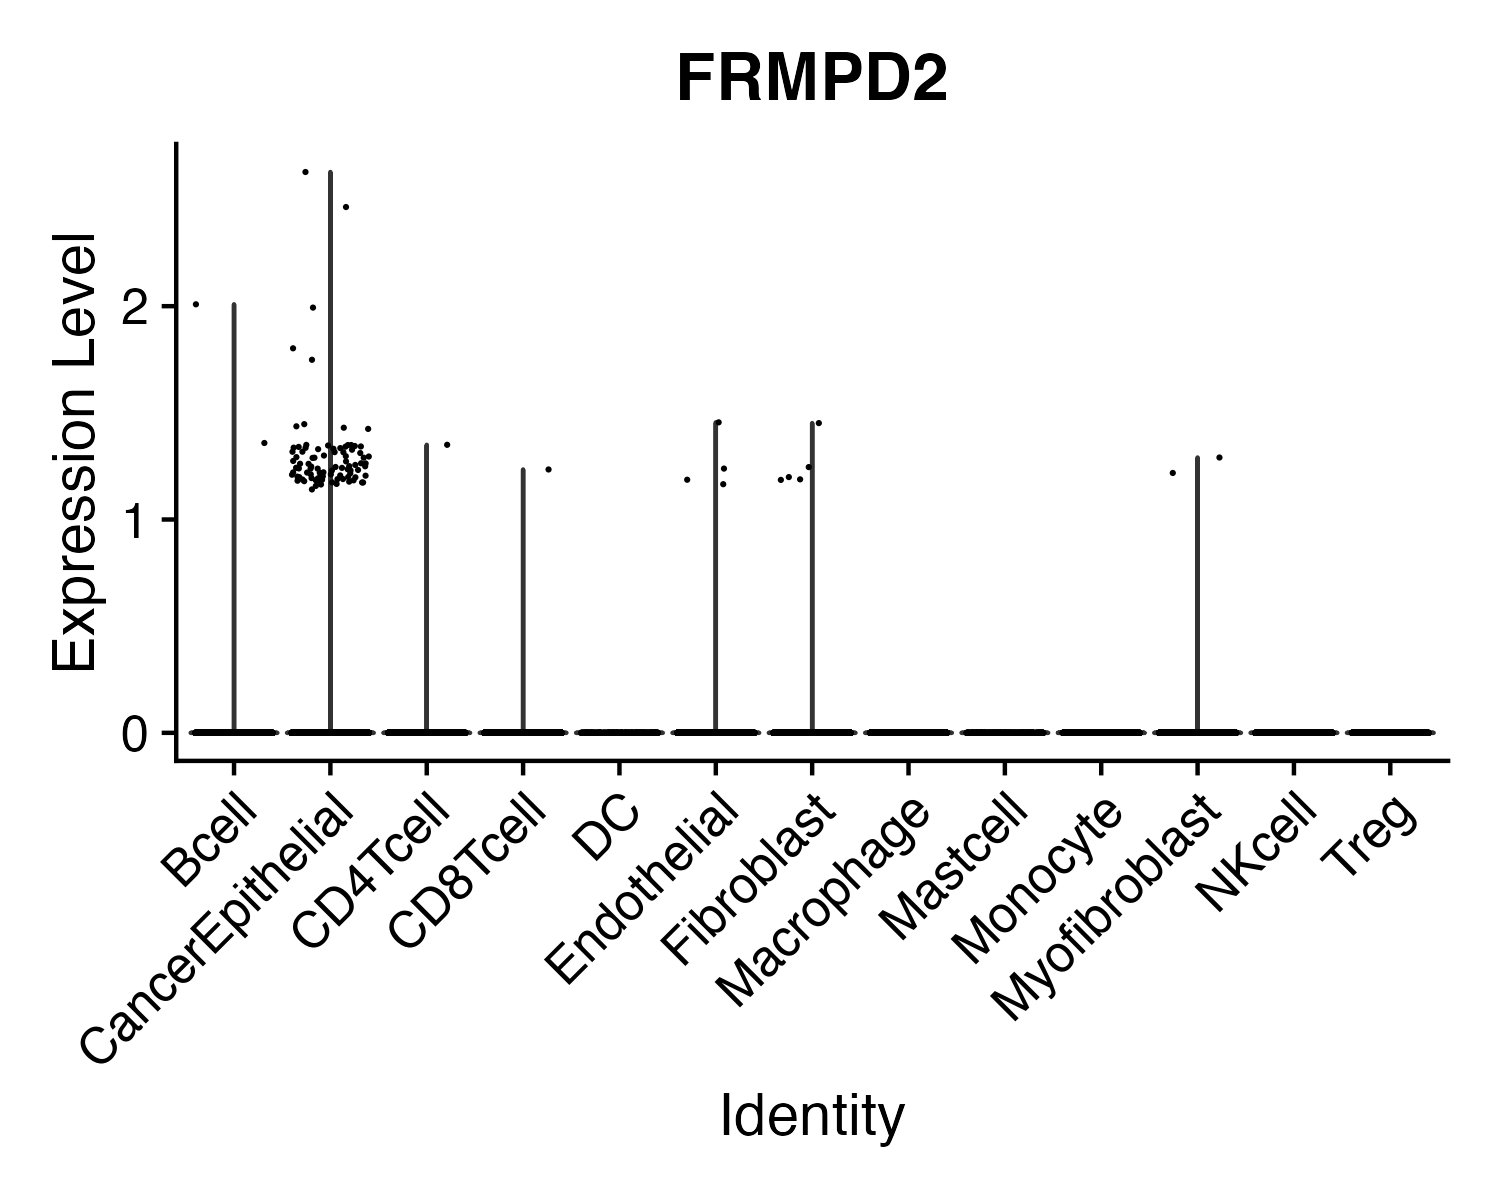 FRMPD2
Expression Level
2
1
0
Bcell
CancerEpithelial
CD4Tcell
CD8Tcell
DC
Endothelial
Fibroblast
Macrophage
Mastcell
Monocyte
Myofibroblast
NKcell
Treg
Identity